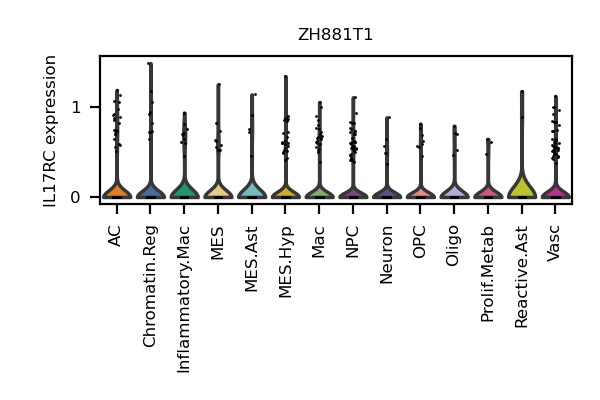 ZH881T1
IL17RC expression
1
0
AC
Chromatin.Reg
Inflammatory.Mac
MES
MES.Ast
MES.Hyp
Mac
NPC
Neuron
OPC
Oligo
Prolif.Metab
Reactive.Ast
Vasc